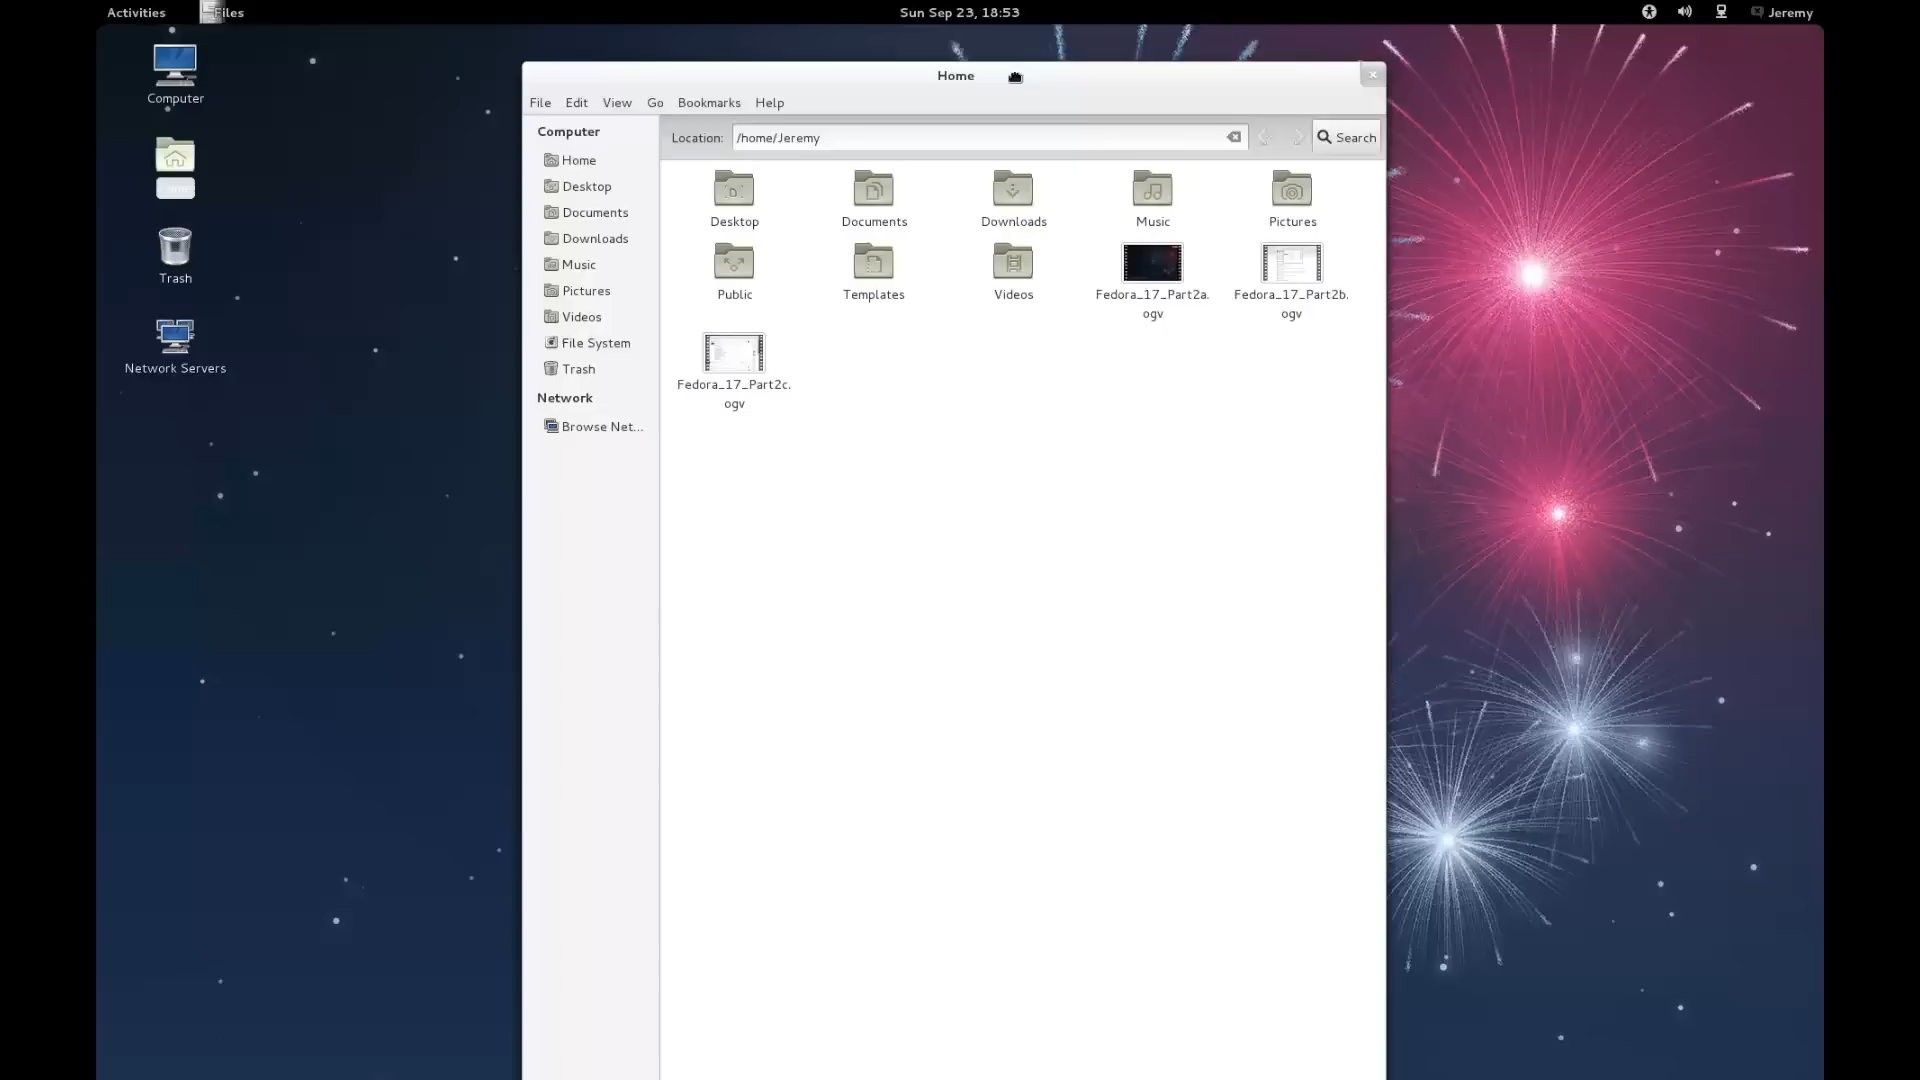 Activities
Files
Sun Sep 23, 18:53
Jeremy
Computer
Trash
Network Servers
Home
File Edit View Go Bookmarks Help
Computer
Home
Desktop
Documents
Downloads
Music
Pictures
Videos
File System
Trash
Network
Browse Net...
Location: /home/Jeremy
Search
Desktop
Documents
Downloads
Music
Pictures
Public
Templates
Videos
Fedora_17_Part2a.
ogv
Fedora_17_Part2b.
ogv
Fedora_17_Part2c.
ogv